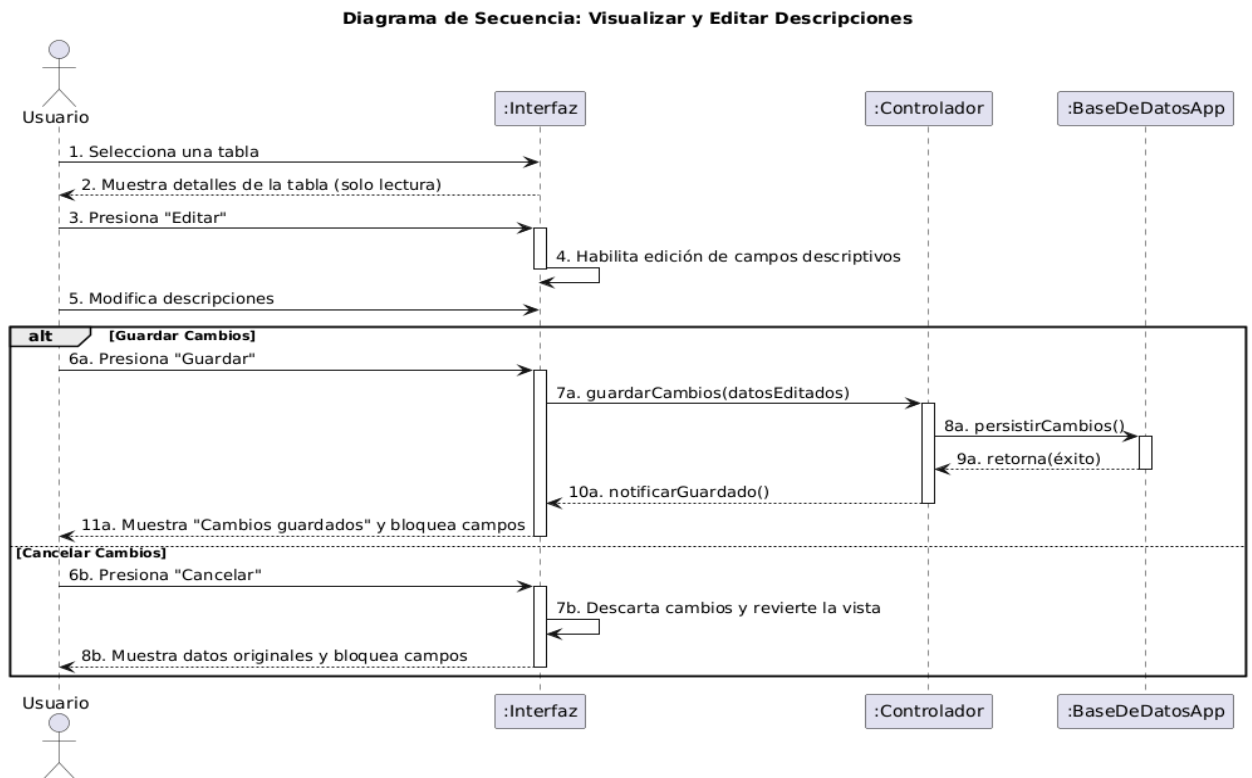 Diagrama de Secuencia: Visualizar y Editar Descripciones
Usuario
:Interfaz
:Controlador
:BaseDeDatosApp
1. Selecciona una tabla
2. Muestra detalles de la tabla (solo lectura)
3. Presiona "Editar"
4. Habilita edición de campos descriptivos
5. Modifica descripciones
alt [Guardar Cambios]
6a. Presiona "Guardar"
7a. guardarCambios(datosEditados)
8a. persistirCambios()
9a. retorna(éxito)
10a. notificarGuardado()
11a. Muestra "Cambios guardados" y bloquea campos
[Cancelar Cambios]
6b. Presiona "Cancelar"
7b. Descarta cambios y revierte la vista
8b. Muestra datos originales y bloquea campos
Usuario
:Interfaz
:Controlador
:BaseDeDatosApp